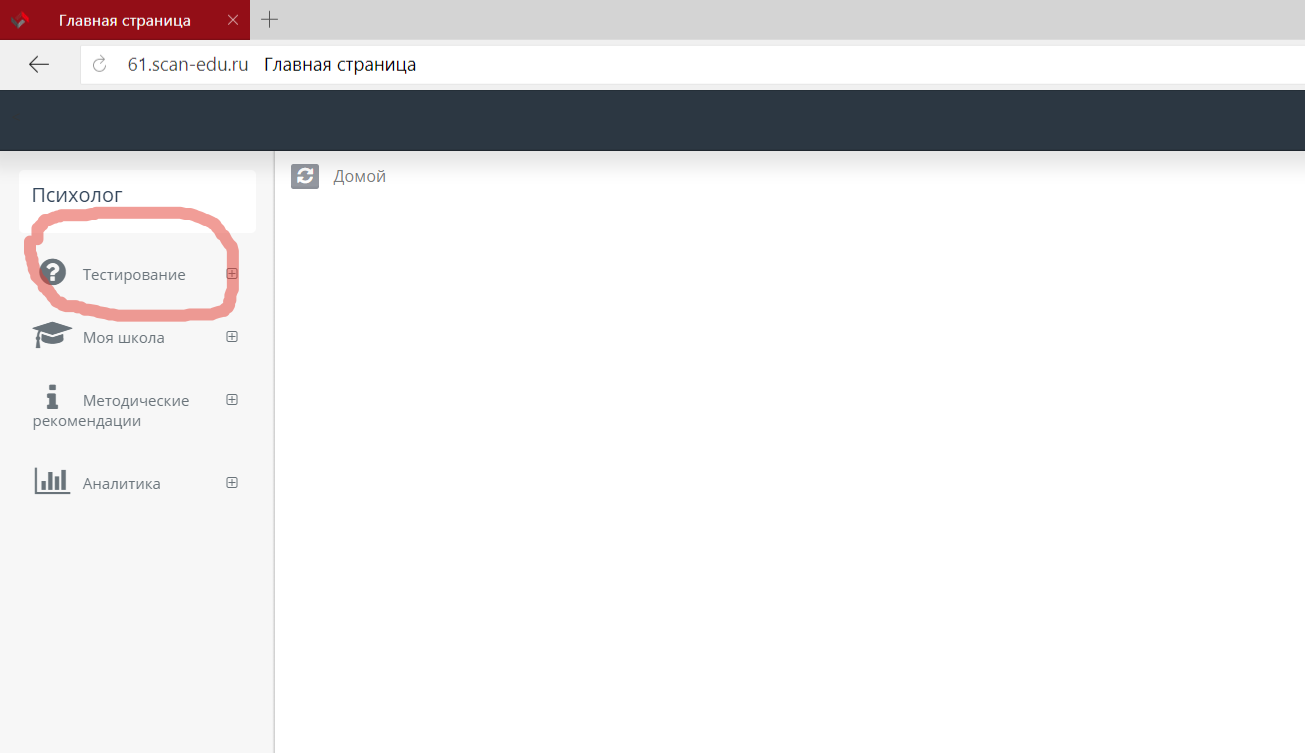 Главная страница
61.scan-edu.ru Главная страница
Домой
Психолог
Тестирование
Моя школа
Методические
рекомендации
Аналитика